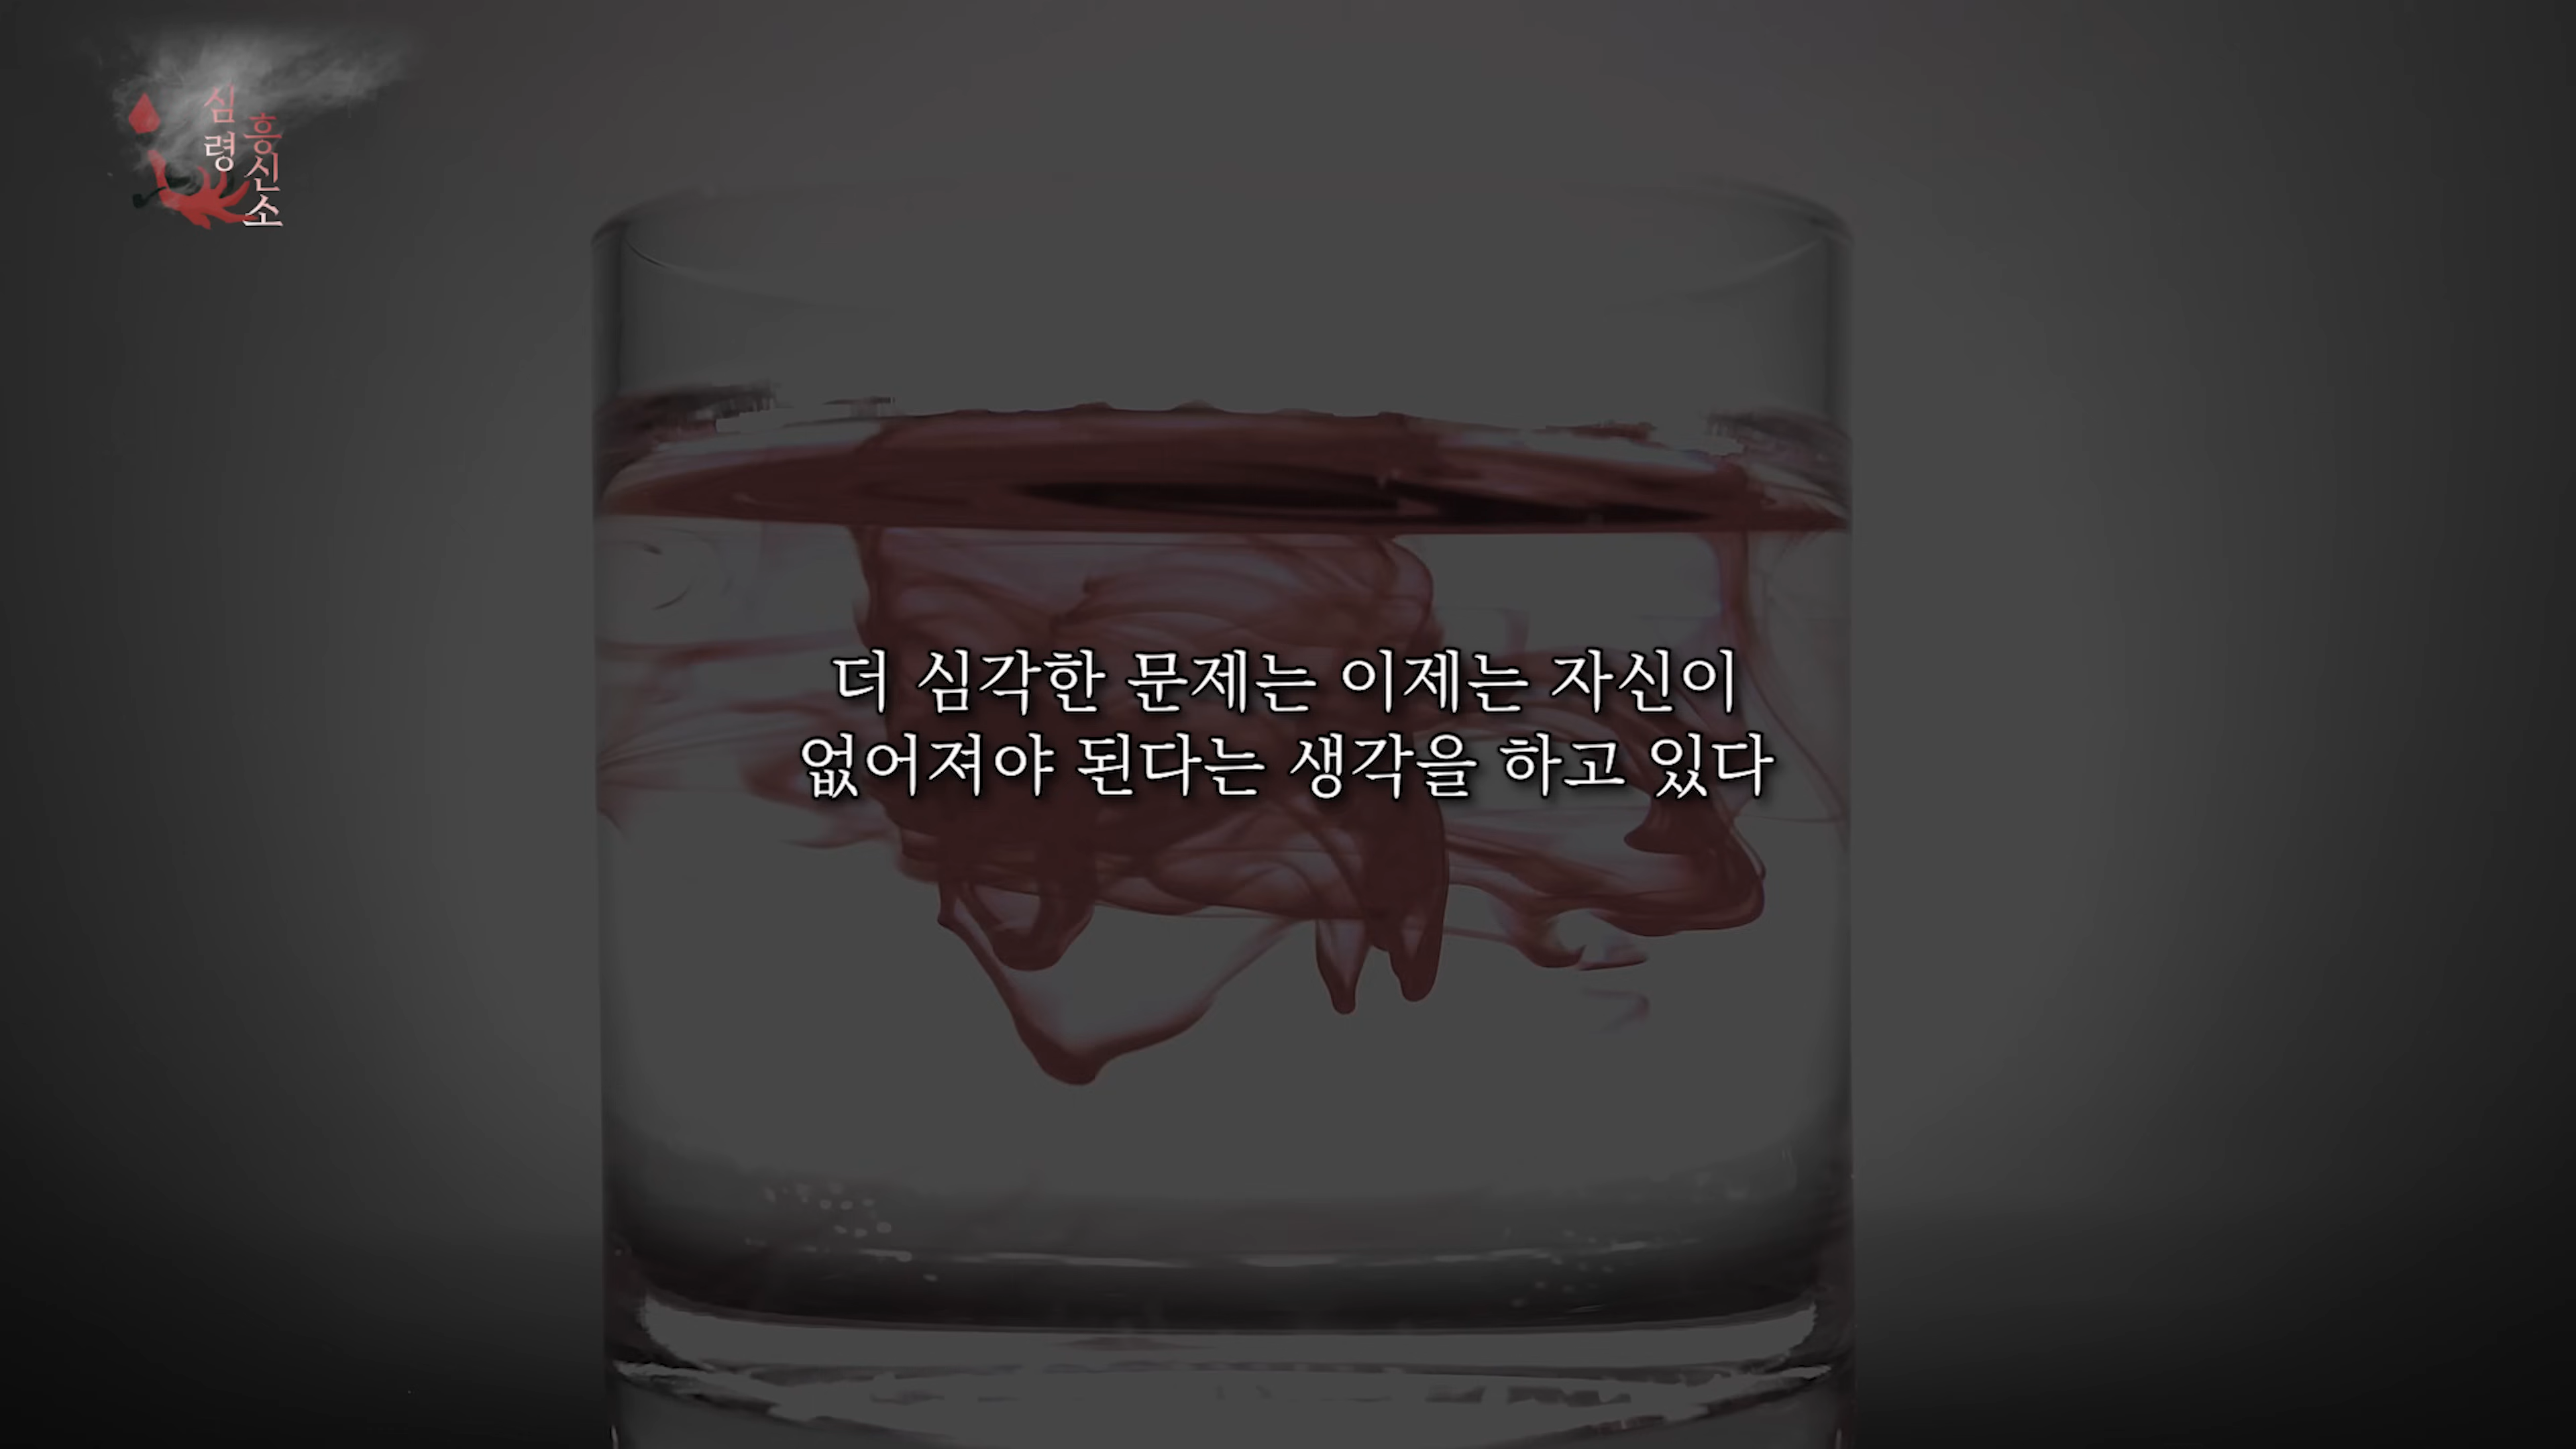 심령
흥신소
더 심각한 문제는 이제는 자신이
없어져야 된다는 생각을 하고 있다